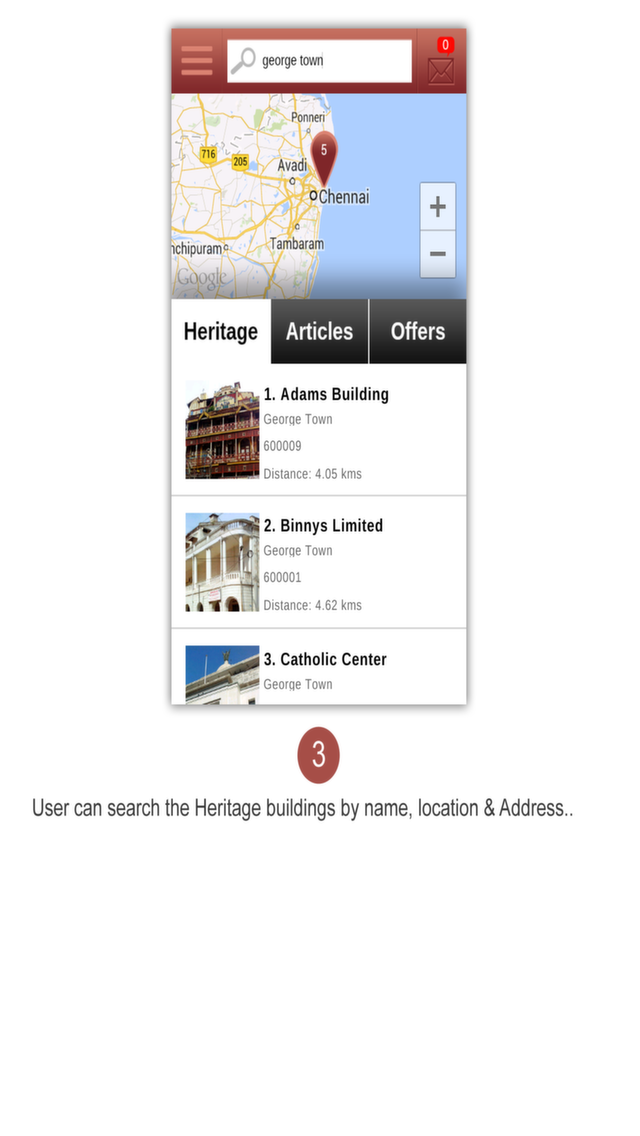 0
george town
Ponneri
716
205
5
Avadi
Chennai
nchipuram
Tambaram
Google
+
−
Heritage Articles Offers
1. Adams Building
George Town
600009
Distance: 4.05 kms
2. Binnys Limited
George Town
600001
Distance: 4.62 kms
3. Catholic Center
George Town
3
User can search the Heritage buildings by name, location & Address..